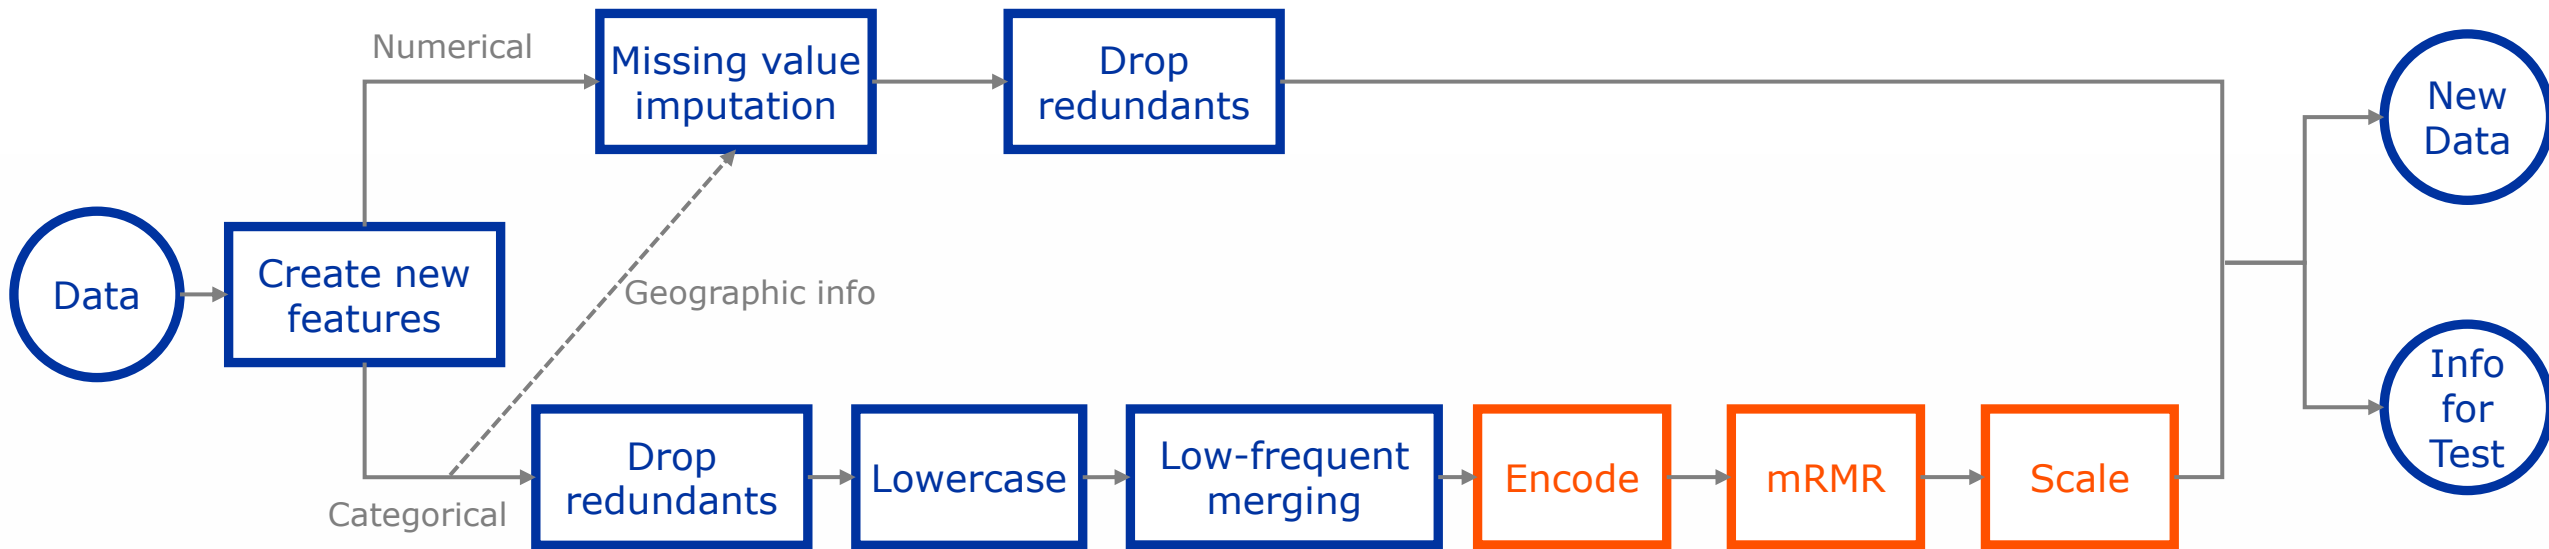 Numerical
Missing value
imputation
Drop
redundants
New
Data
Data
Create new
features
Geographic info
Categorical
Drop
redundants
Lowercase
Low-frequent
merging
Encode
mRMR
Scale
Info
for
Test